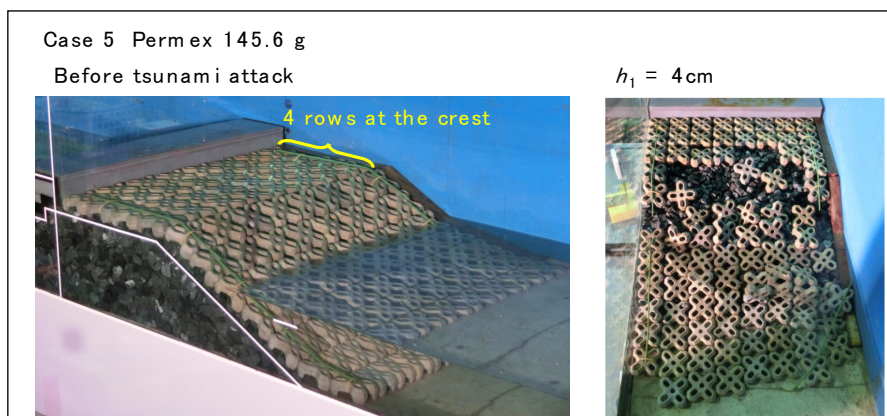 Case 5 Permex 145.6 g
Before tsunami attack
h₁ = 4cm
4 rows at the crest